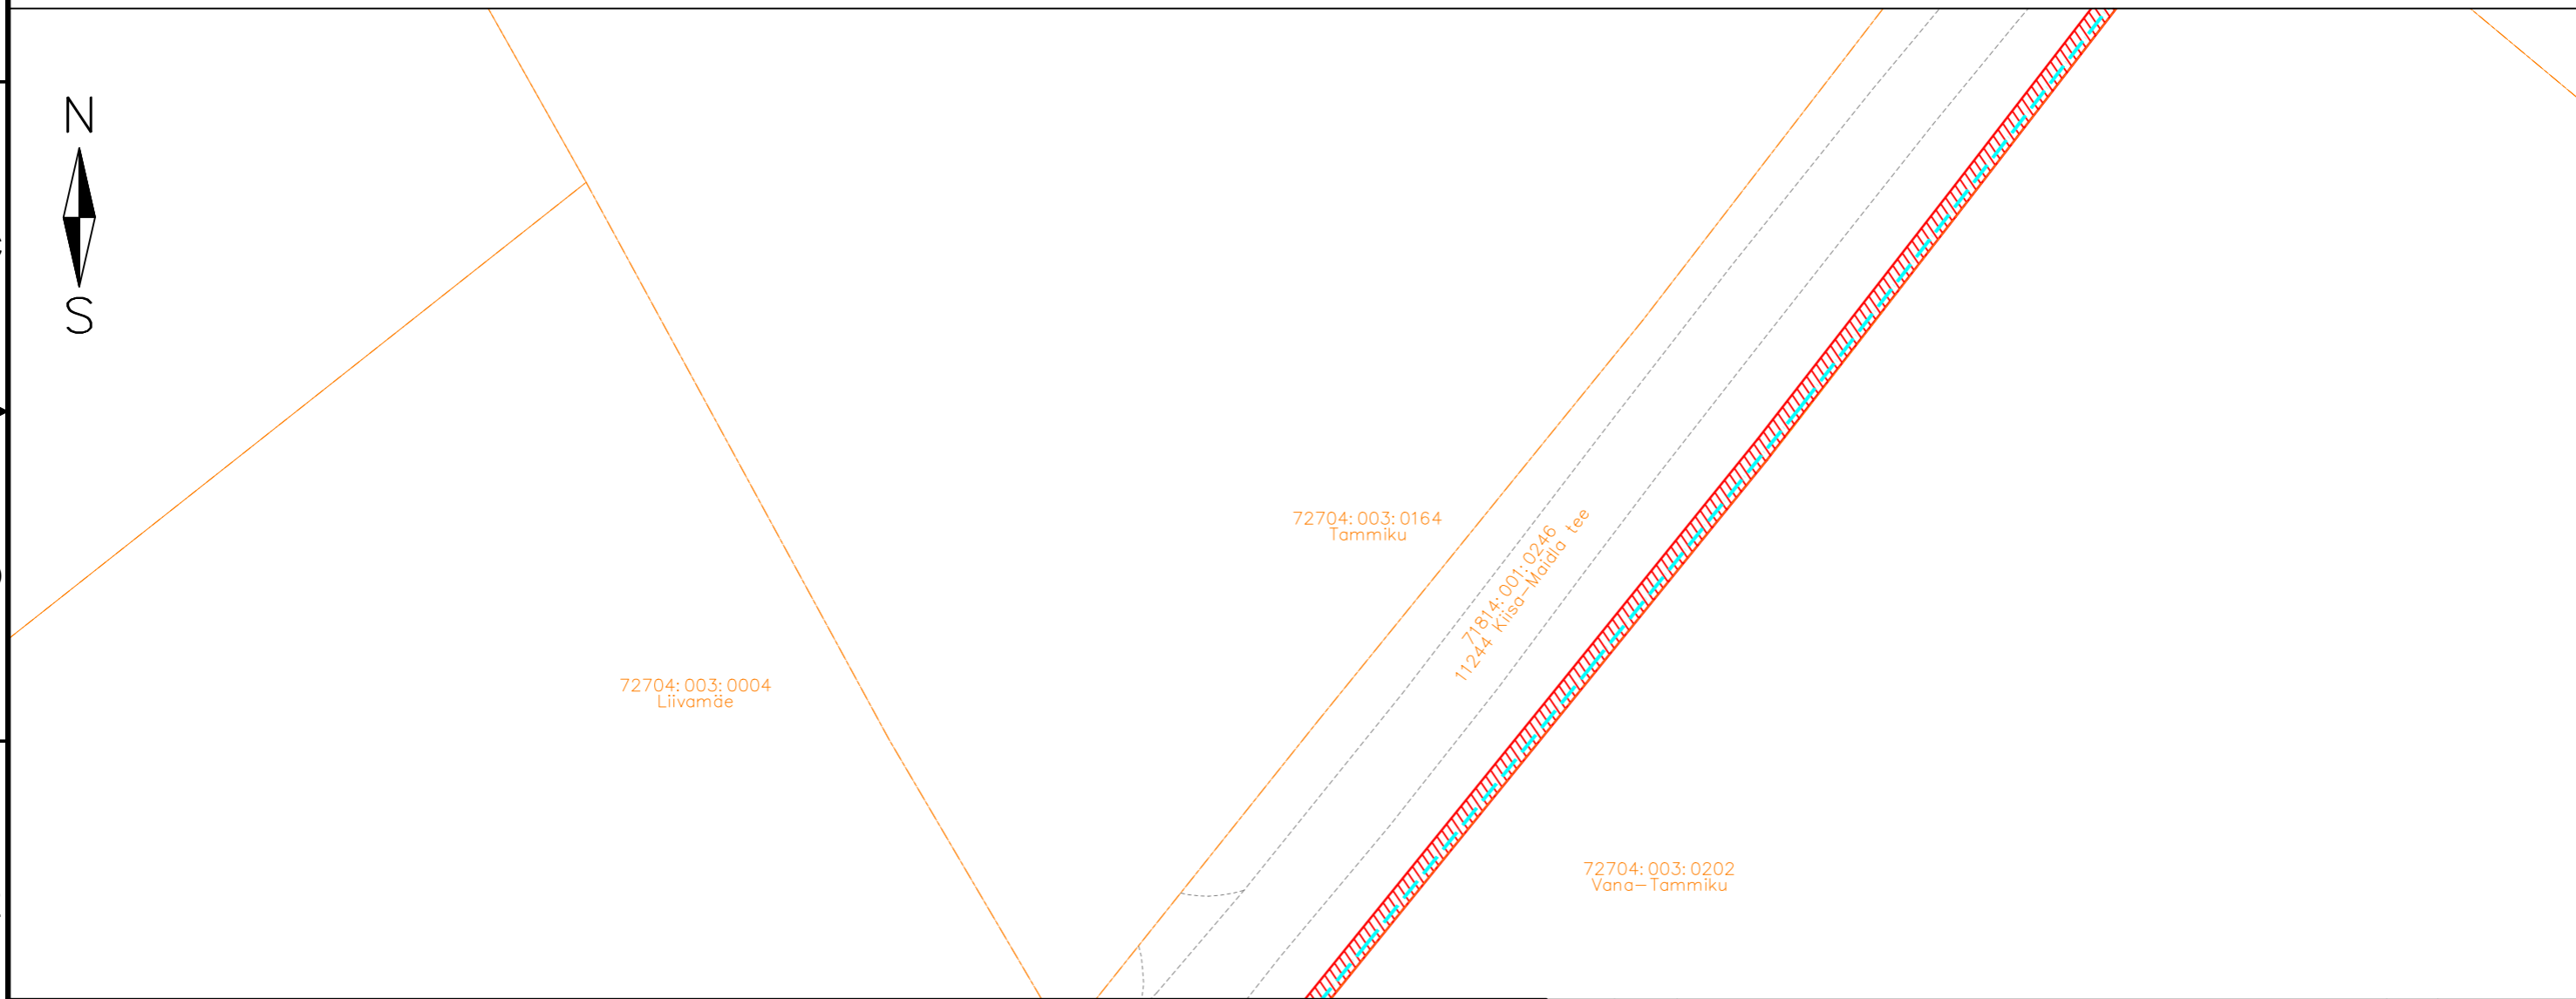 N
S
72704:003:0164
Tammiku
71814:001:0246
11244 Kiisa-Maidla tee
72704:003:0004
Liivamäe
72704:003:0202
Vana-Tammiku